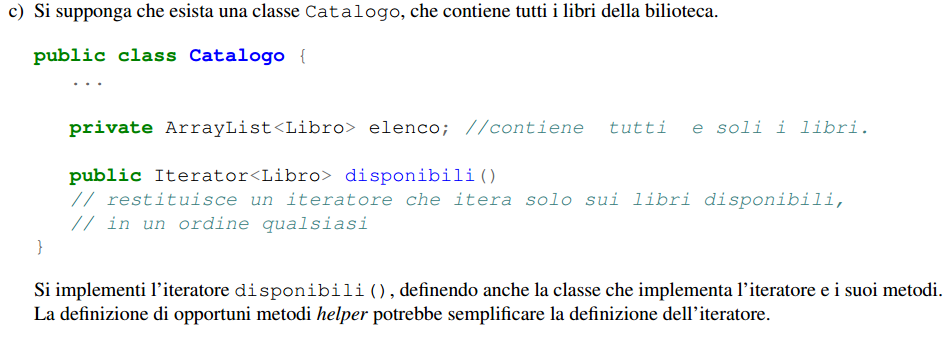 c) Si supponga che esista una classe Catalogo, che contiene tutti i libri della bilioteca.
public class Catalogo {
...
private ArrayList<Libro> elenco; //contiene tutti e soli i libri.
public Iterator<Libro> disponibili()
// restituisce un iteratore che itera solo sui libri disponibili,
// in un ordine qualsiasi
}
Si implementi l'iteratore disponibili(), definendo anche la classe che implementa l'iteratore e i suoi metodi.
La definizione di opportuni metodi helper potrebbe semplificare la definizione dell'iteratore.